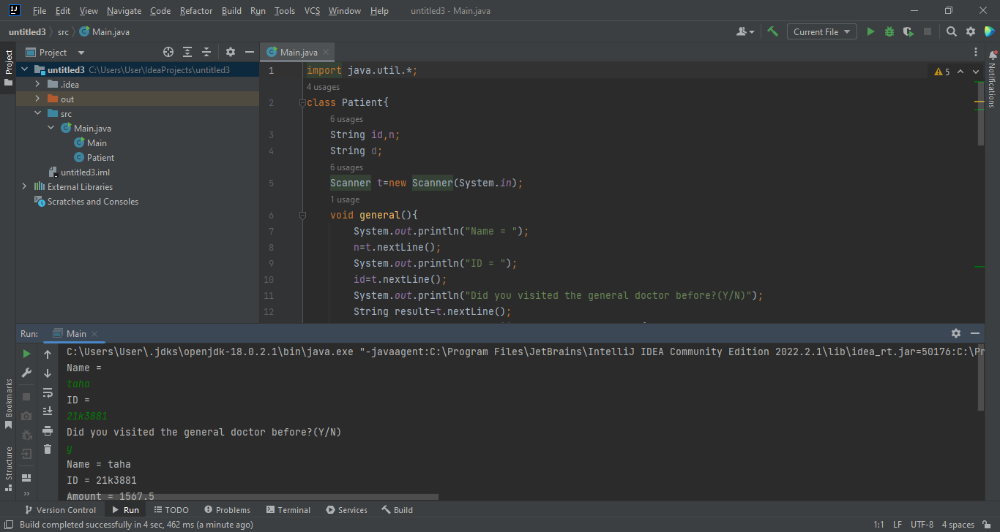 File Edit View Navigate Code Refactor Build Run Tools VCS Window Help untitled3 - Main.java
untitled3 src Main.java Current File
Project Main.java
Project
untitled3 C:\Users\User\IdeaProjects\untitled3
.idea
out
src
Main.java
Main
Patient
untitled3.iml
External Libraries
Scratches and Consoles
1 import java.util.*; 5
4 usages
2 class Patient{
6 usages
3 String id,n;
4 String d;
6 usages
5 Scanner t=new Scanner(System.in);
1 usage
6 void general(){
7 System.out.println("Name = ");
8 n=t.nextLine();
9 System.out.println("ID = ");
10 id=t.nextLine();
11 System.out.println("Did you visited the general doctor before?(Y/N)");
12 String result=t.nextLine();
Notifications
Run: Main
C:\Users\User\.jdks\openjdk-18.0.2.1\bin\java.exe "-javaagent:C:\Program Files\JetBrains\IntelliJ IDEA Community Edition 2022.2.1\lib\idea_rt.jar=50176:C:\Pr
Name =
taha
ID =
21k3881
Did you visited the general doctor before?(Y/N)
y
Name = taha
ID = 21k3881
Amount = 1567.5
Bookmarks
Structure
Version Control Run TODO Problems Terminal Services Build
Build completed successfully in 4 sec, 462 ms (a minute ago) 1:1 LF UTF-8 4 spaces